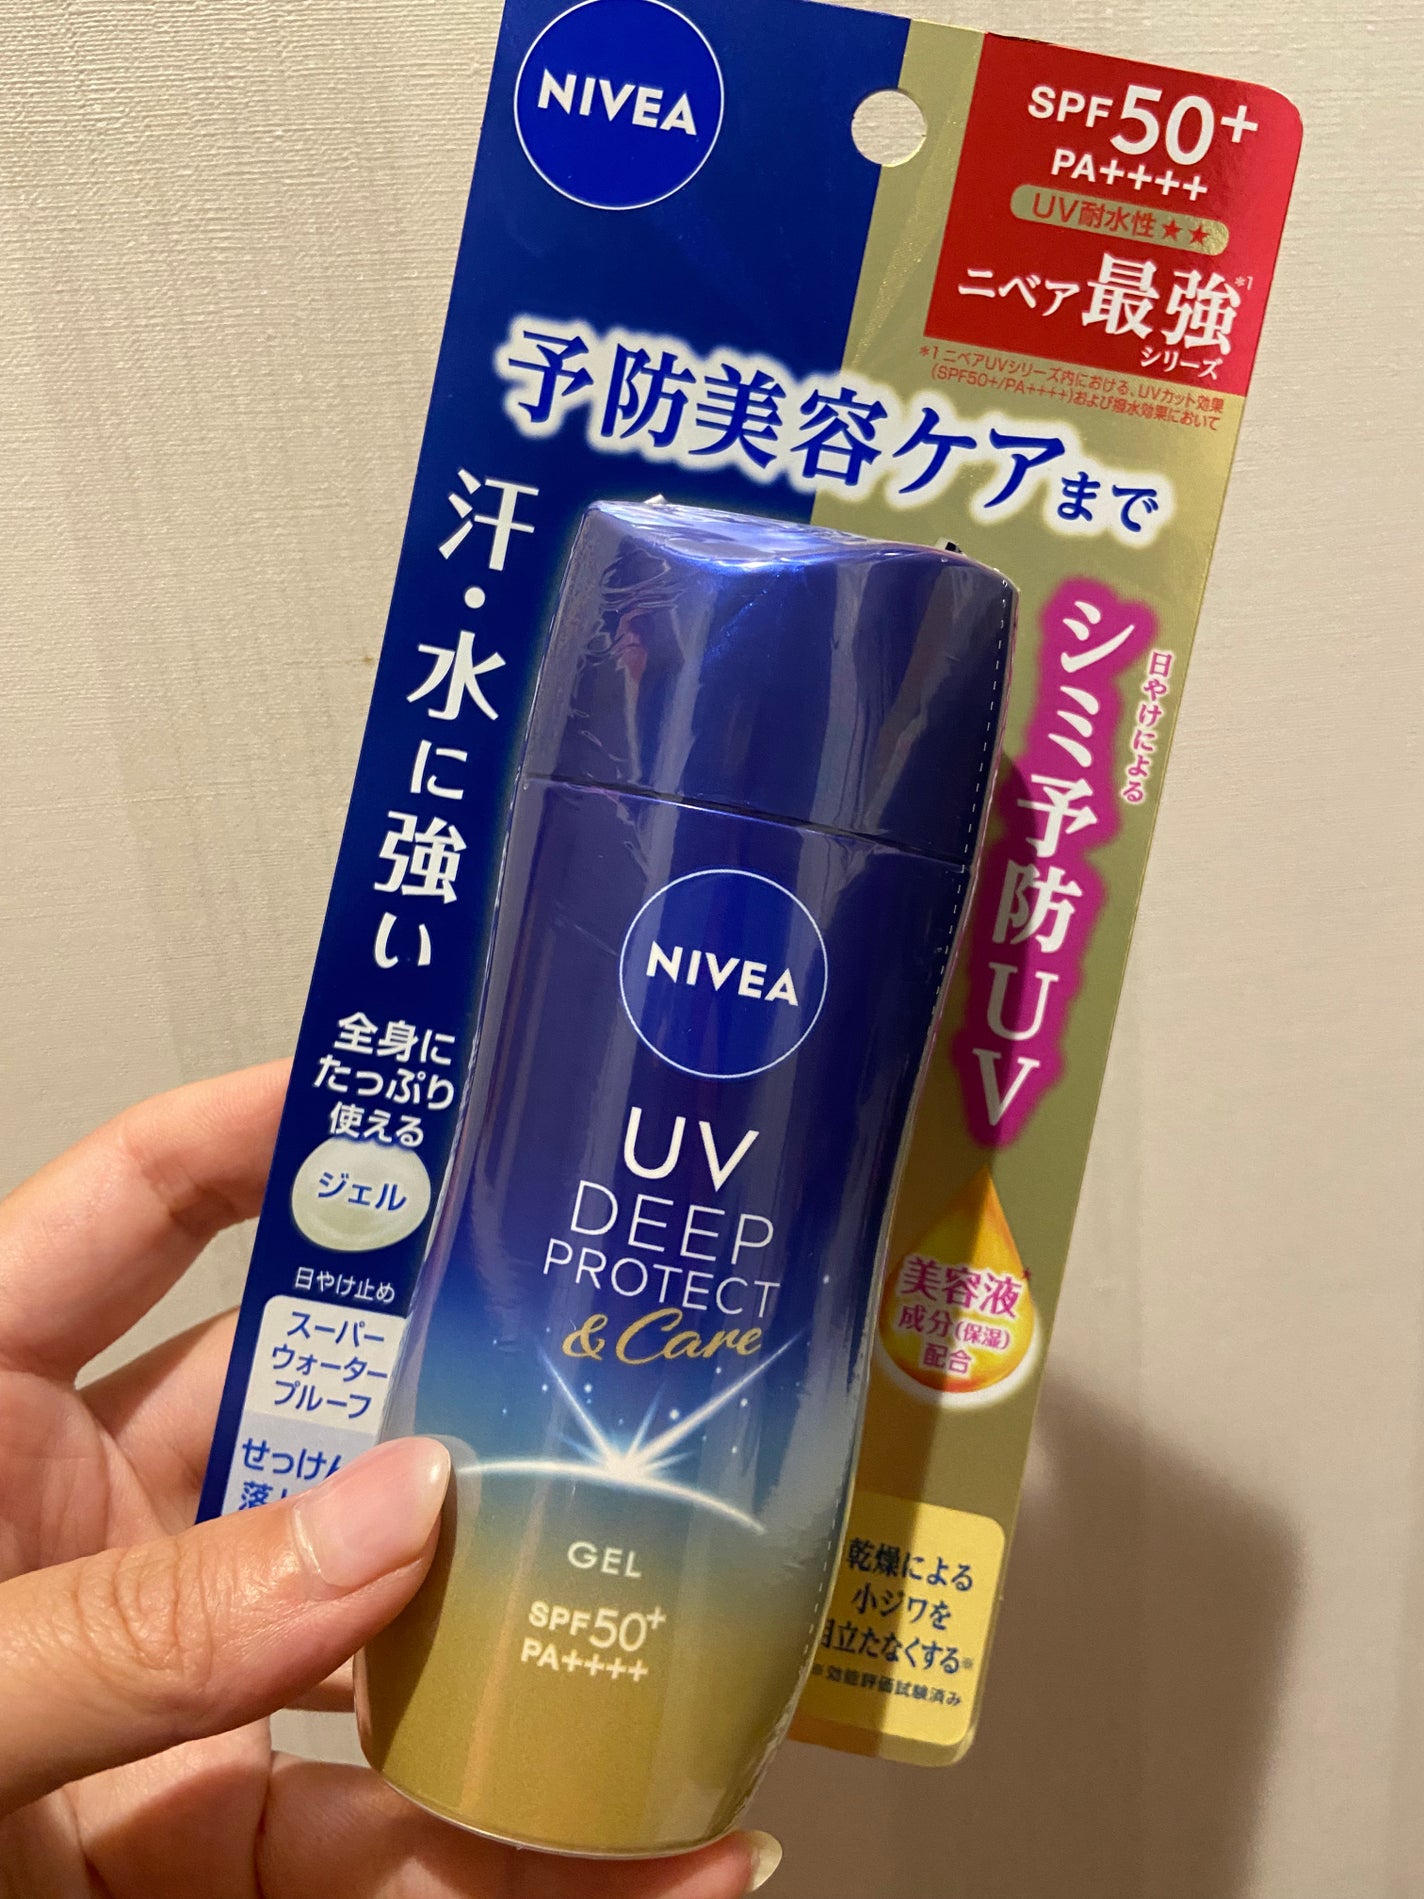 NIVEA
SPF50+
PA++++
UV耐水性★★
ニベア最強*1
シリーズ
*1 ニベアUVシリーズ内における、UVカット効果
(SPF50+/PA++++)および撥水効果において
予防美容ケアまで
汗・水に強い
日やけによる
シミ予防UV
全身に
たっぷり
使える
ジェル
日やけ止め
スーパー
ウォーター
プルーフ
せっけん
NIVEA
UV
DEEP
PROTECT
& Care
GEL
SPF50+
PA++++
美容液*
成分(保湿)
配合
乾燥による
小ジワを
目立たなくする※
※効能評価試験済み